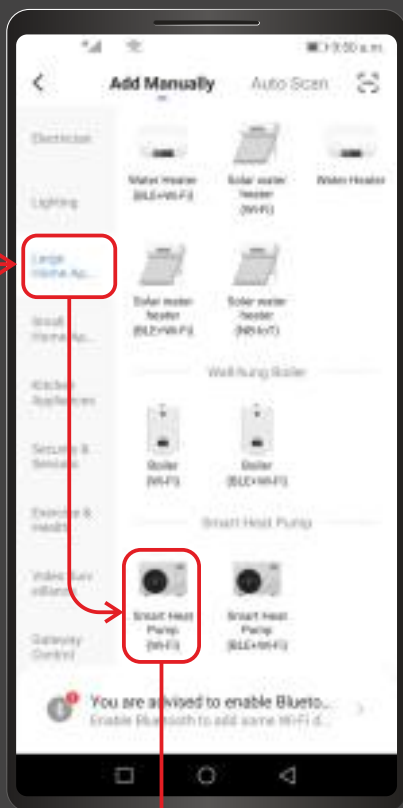 9:50 a.m.
Add Manually
Auto Scan
Electrician
Lighting
Large
Home Ap...
Small
Home Ap...
Kitchen
Appliances
Security &
Exercise &
Health
Gateway
Control
Water Heater
(BLE+Wi-Fi)
Solar water
heater
(Wi-Fi)
Water Heater
Solar water
heater
(BLE+Wi-Fi)
Solar water
heater
(NB-IoT)
Wall-hung Boiler
Boiler
(Wi-Fi)
Boiler
(BLE+Wi-Fi)
Smart Heat Pump
Smart Heat
Pump
(Wi-Fi)
Smart Heat
Pump
(BLE+Wi-Fi)
You are advised to enable Blueto...
Enable Bluetooth to add some Wi-Fi d...